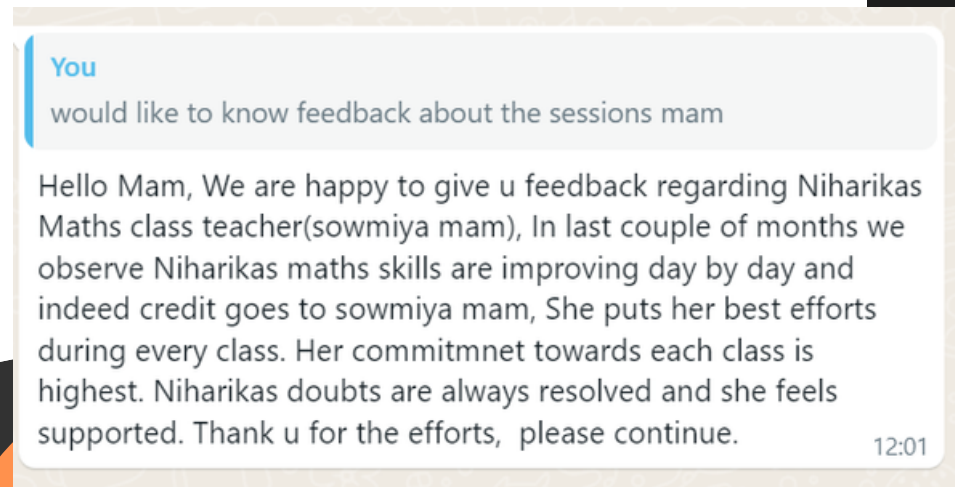 You
would like to know feedback about the sessions mam
Hello Mam, We are happy to give u feedback regarding Niharikas
Maths class teacher(sowmiya mam), In last couple of months we
observe Niharikas maths skills are improving day by day and
indeed credit goes to sowmiya mam, She puts her best efforts
during every class. Her commitmnet towards each class is
highest. Niharikas doubts are always resolved and she feels
supported. Thank u for the efforts,  please continue.
12:01